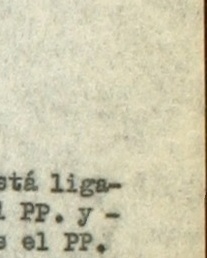 stá liga-
l PP. y -
s el PP.